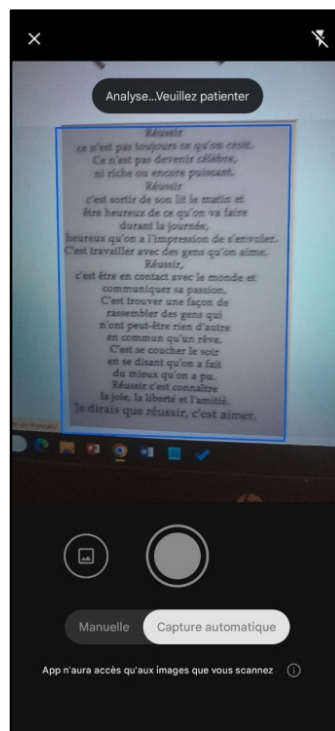 Analyse...Veuillez patienter
Réussir
ce n'est pas toujours ce qu'on croit.
Ce n'est pas devenir célèbre,
ni riche ou encore puissant.
Réussir
c'est sortir de son lit le matin et
être heureux de ce qu'on va faire
durant la journée,
heureux qu'on a l'impression de s'envoler.
C'est travailler avec des gens qu'on aime.
Réussir,
c'est être en contact avec le monde et
communiquer sa passion.
C'est trouver une façon de
rassembler des gens qui
n'ont peut-être rien d'autre
en commun qu'un rêve.
C'est se coucher le soir
en se disant qu'on a fait
du mieux qu'on a pu.
Réussir c'est connaître
la joie, la liberté et l'amitié.
Je dirais que réussir, c'est aimer.
Manuelle
Capture automatique
App n'aura accès qu'aux images que vous scannez